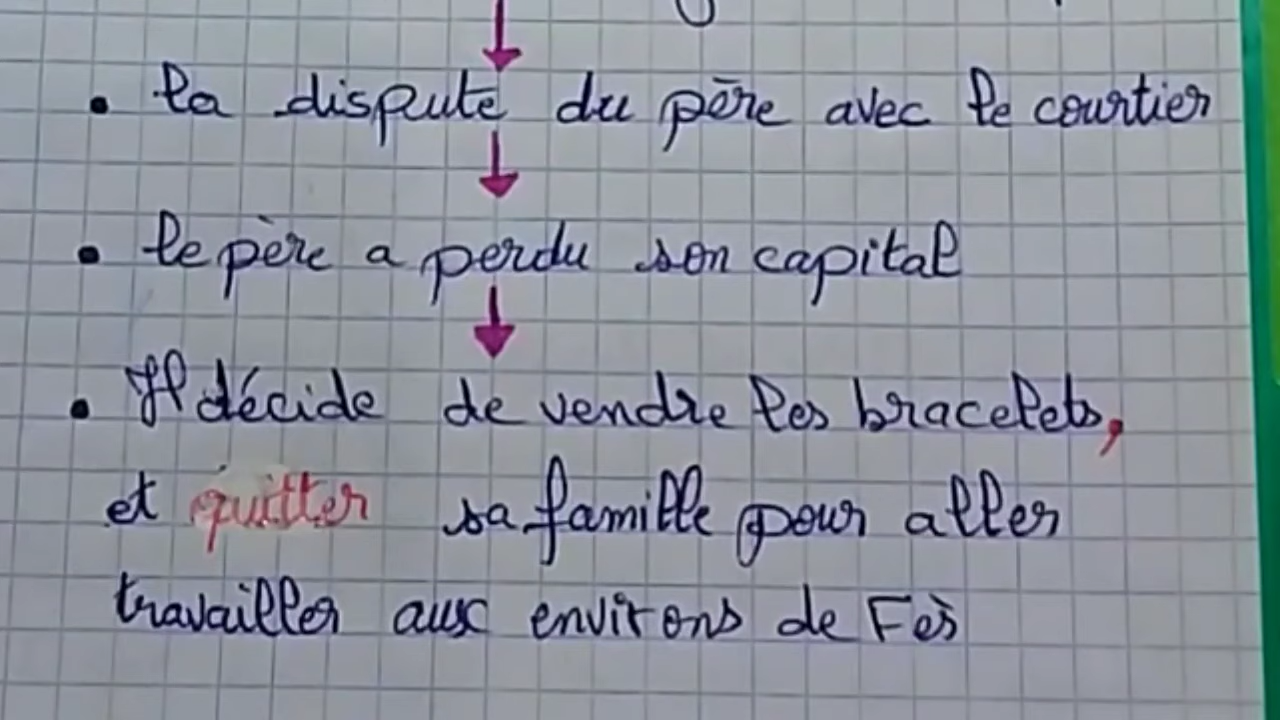 • la dispute du père avec le courtier
• le père a perdu son capital
• Il décide de vendre les bracelets,
et quitter sa famille pour aller
travailler aux environs de Fès